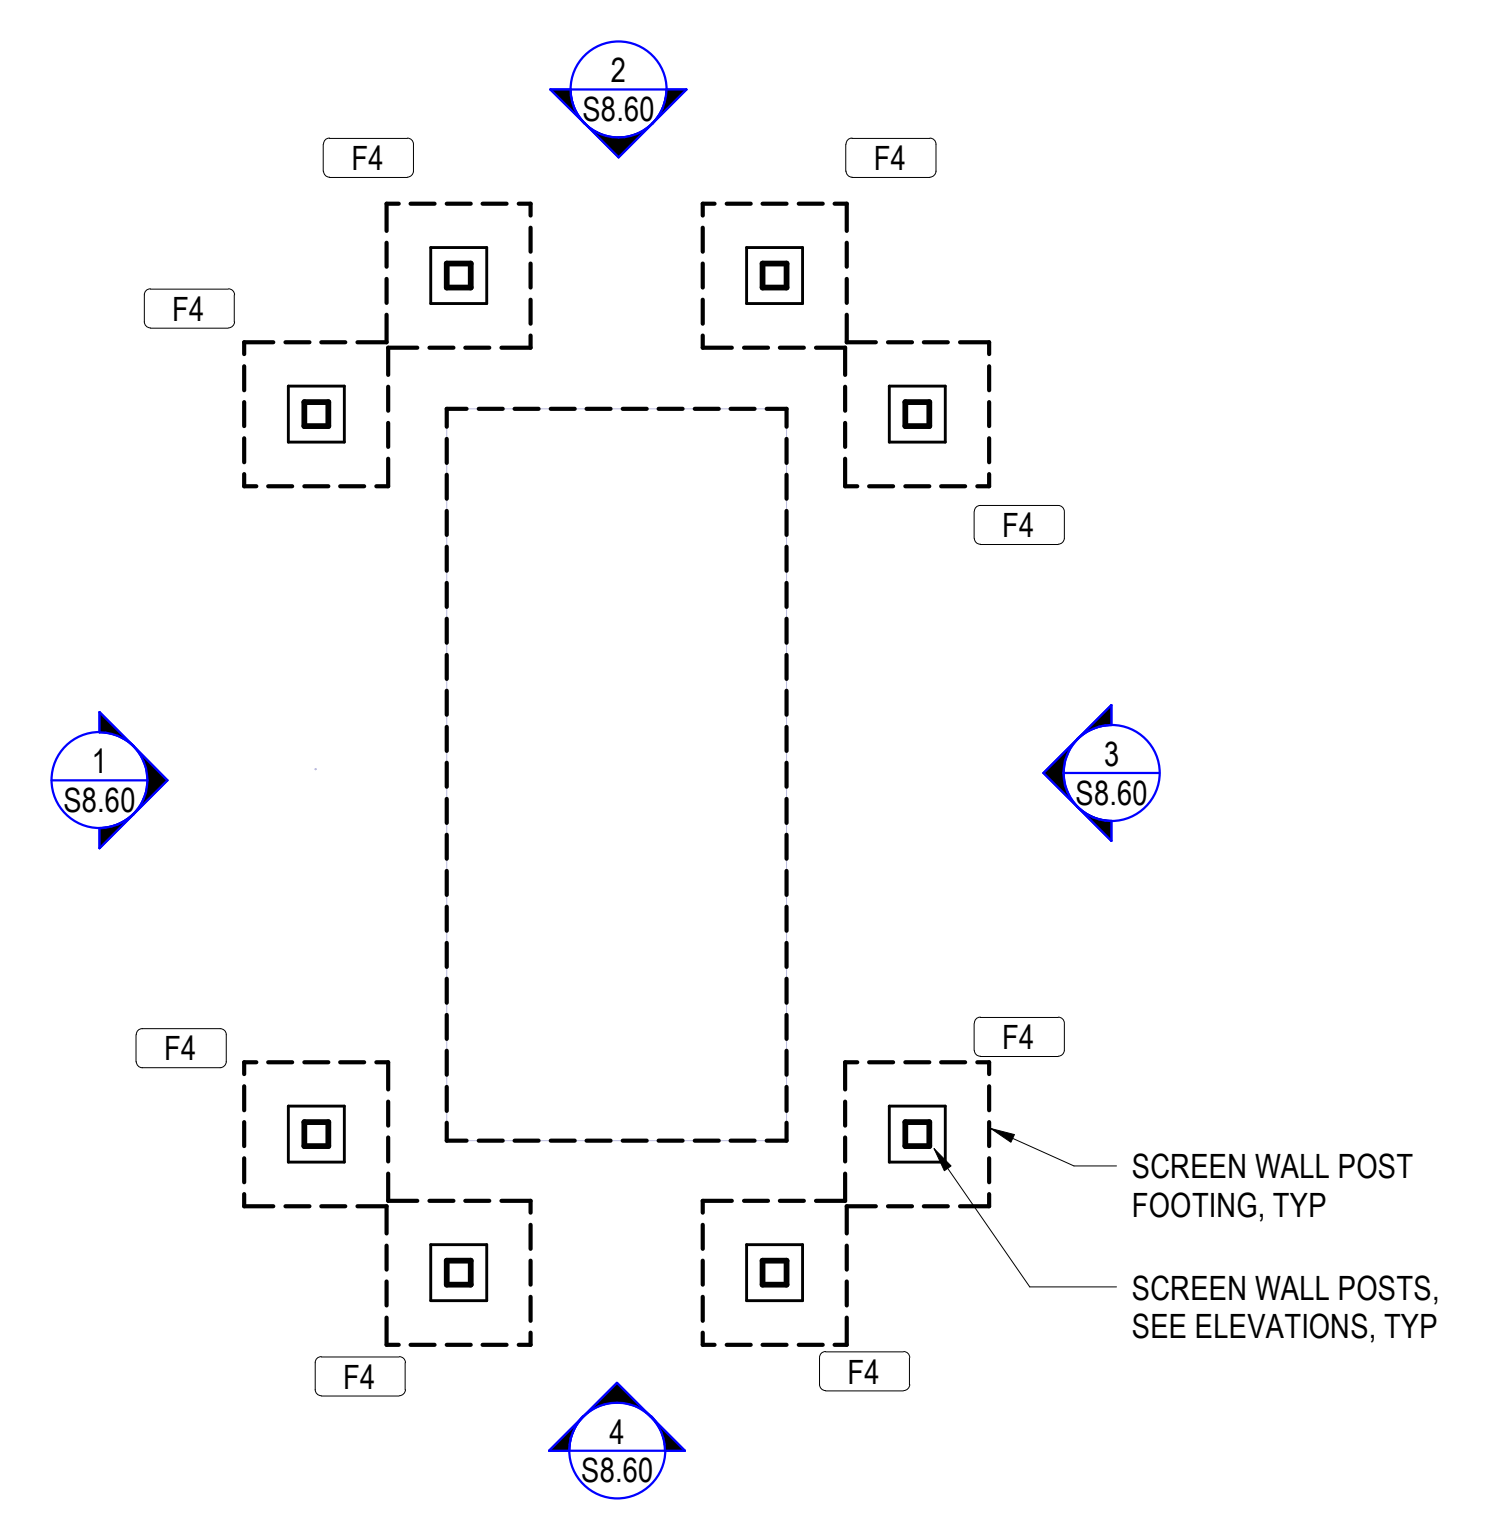 2
S8.60
F4
F4
F4
F4
1
S8.60
3
S8.60
F4
F4
SCREEN WALL POST
FOOTING, TYP
SCREEN WALL POSTS,
SEE ELEVATIONS, TYP
F4
F4
4
S8.60